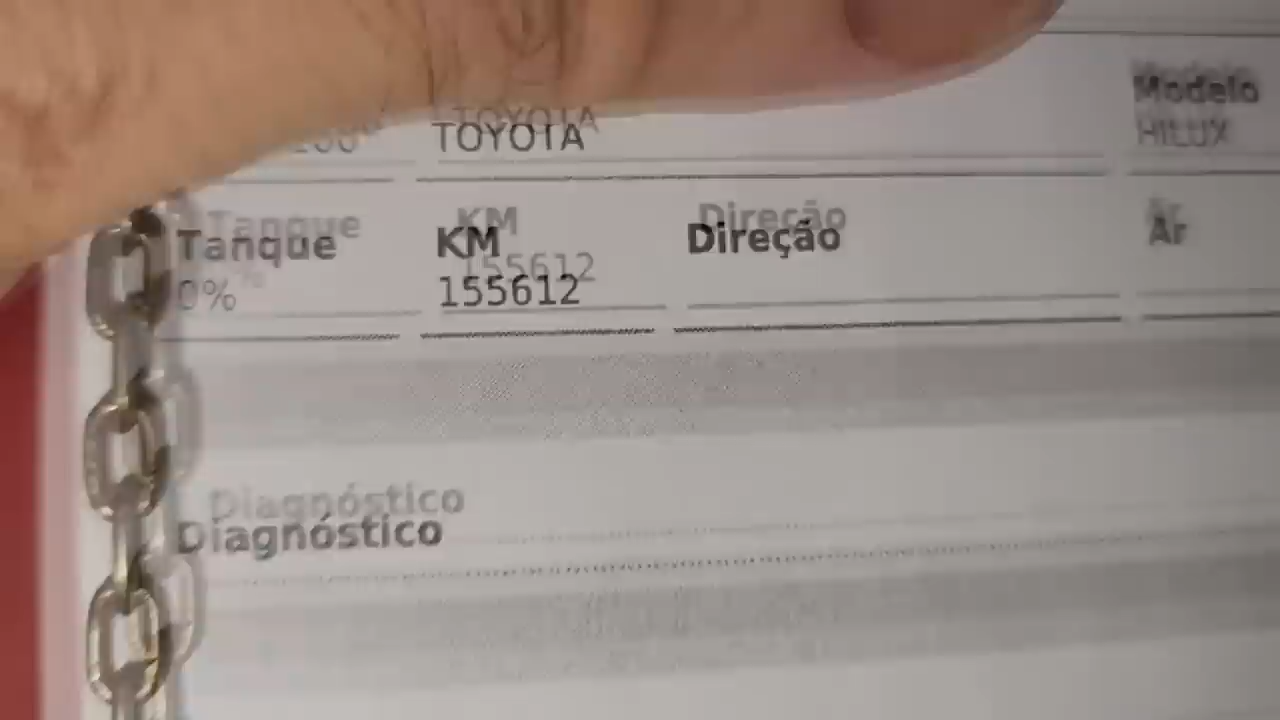 Modelo
TOYOTA HILUX
Tanque KM Direção Ar
0% 155612
Diagnóstico